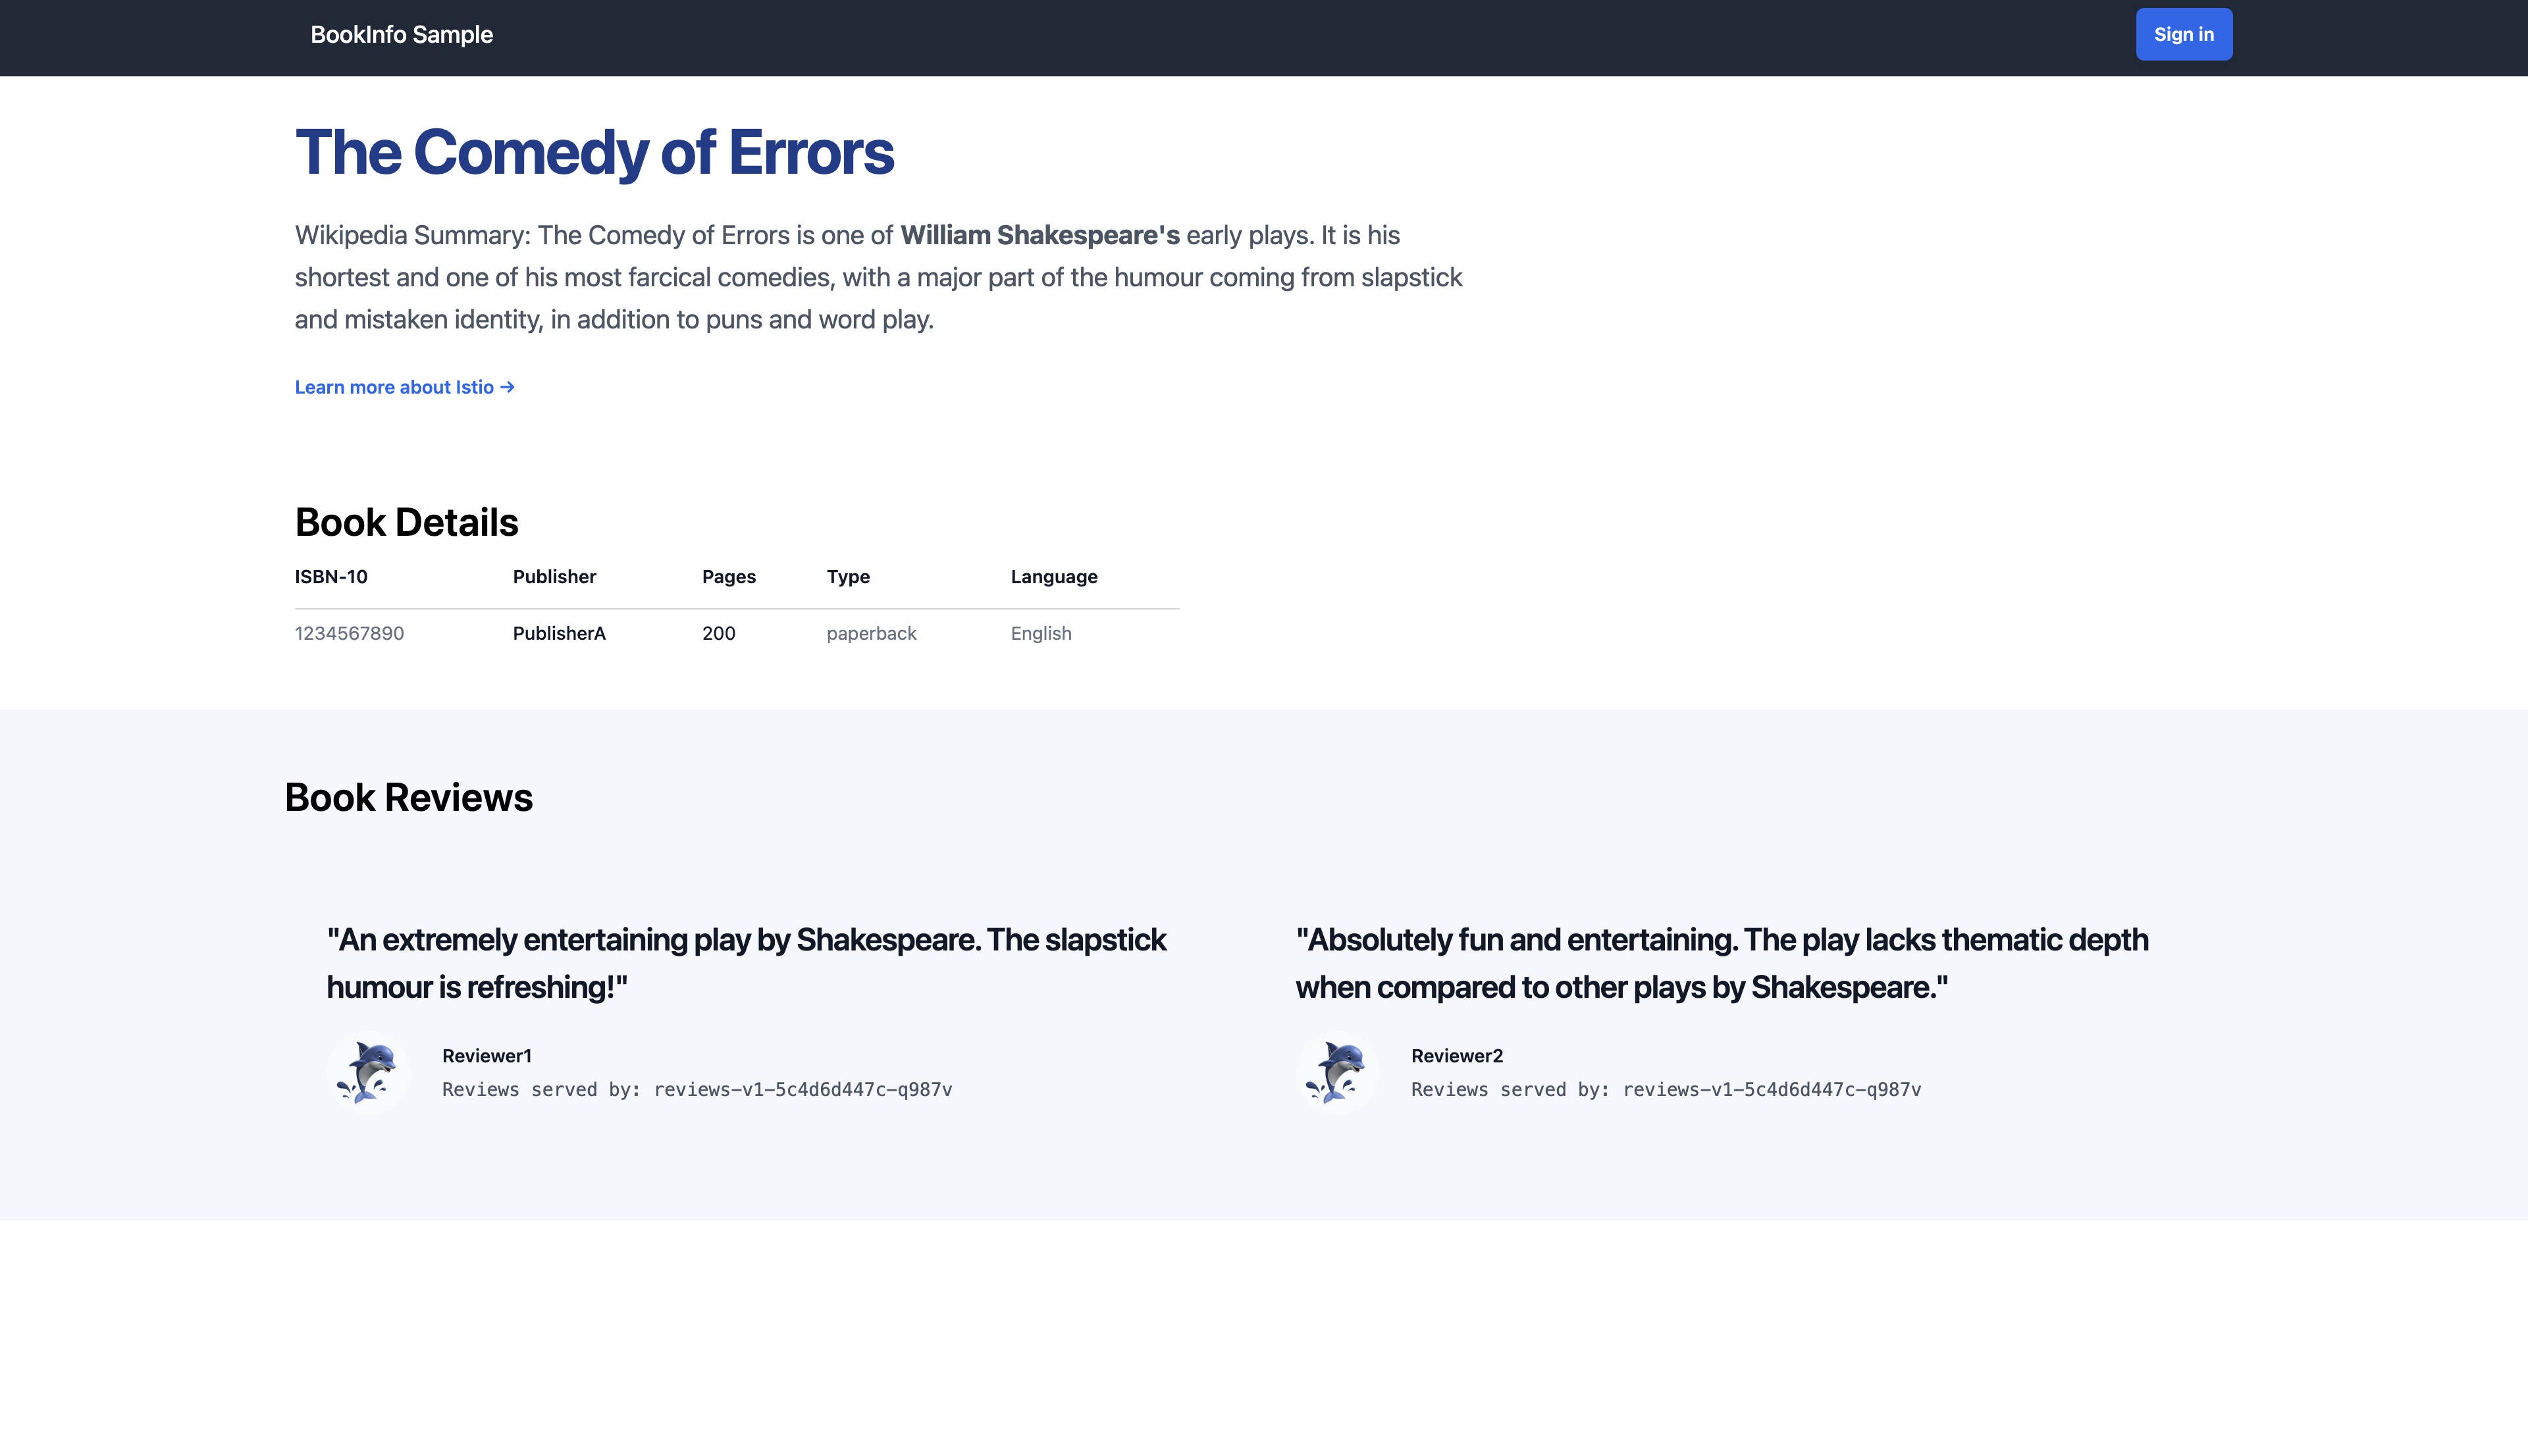 BookInfo Sample
Sign in
The Comedy of Errors
Wikipedia Summary: The Comedy of Errors is one of William Shakespeare's early plays. It is his
shortest and one of his most farcical comedies, with a major part of the humour coming from slapstick
and mistaken identity, in addition to puns and word play.
Learn more about Istio →
Book Details
ISBN-10 Publisher Pages Type Language
1234567890 PublisherA 200 paperback English
Book Reviews
"An extremely entertaining play by Shakespeare. The slapstick
humour is refreshing!"
Reviewer1
Reviews served by: reviews-v1-5c4d6d447c-q987v
"Absolutely fun and entertaining. The play lacks thematic depth
when compared to other plays by Shakespeare."
Reviewer2
Reviews served by: reviews-v1-5c4d6d447c-q987v